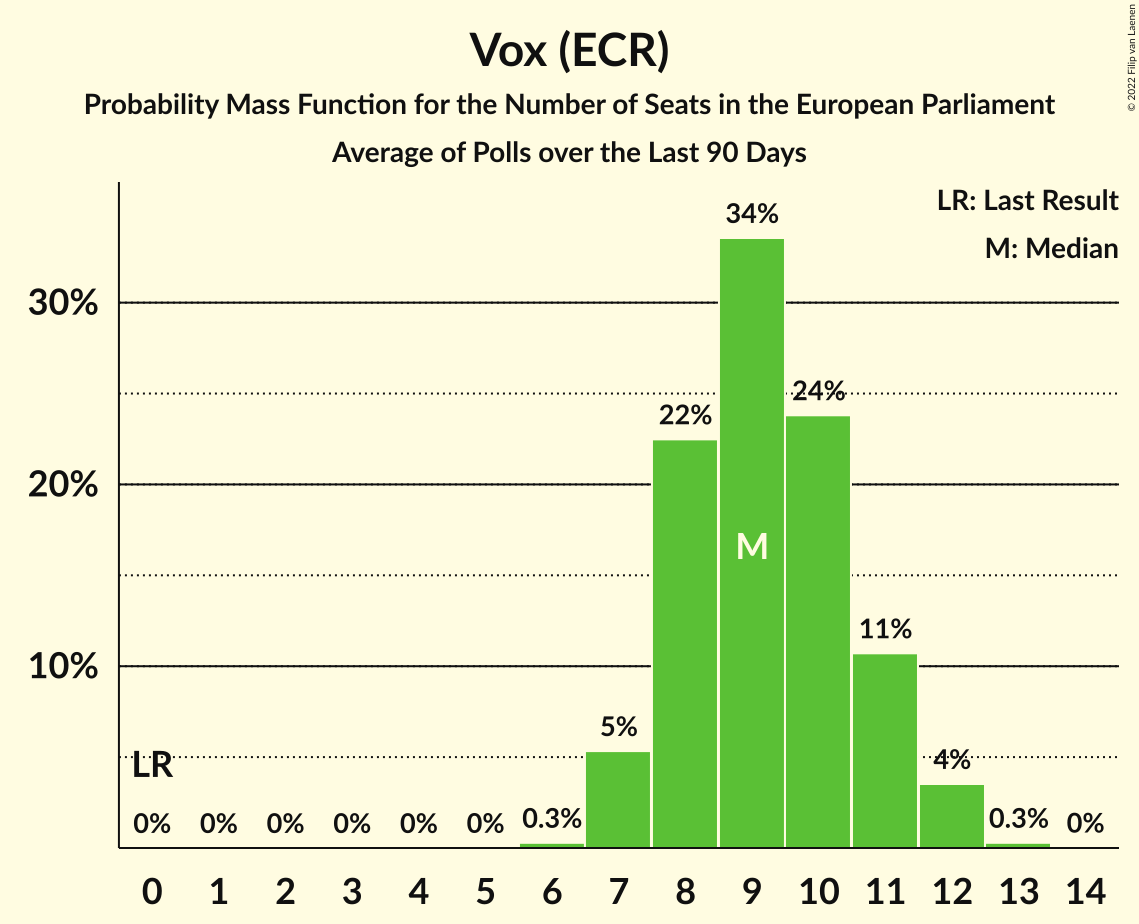 Vox (ECR)
Probability Mass Function for the Number of Seats in the European Parliament
Average of Polls over the Last 90 Days
© 2022 Filip van Laenen
LR: Last Result
M: Median
34%
30%
24%
22%
20%
M
11%
10%
5%
LR
4%
0% 0% 0% 0% 0% 0% 0.3% 0.3% 0%
0 1 2 3 4 5 6 7 8 9 10 11 12 13 14